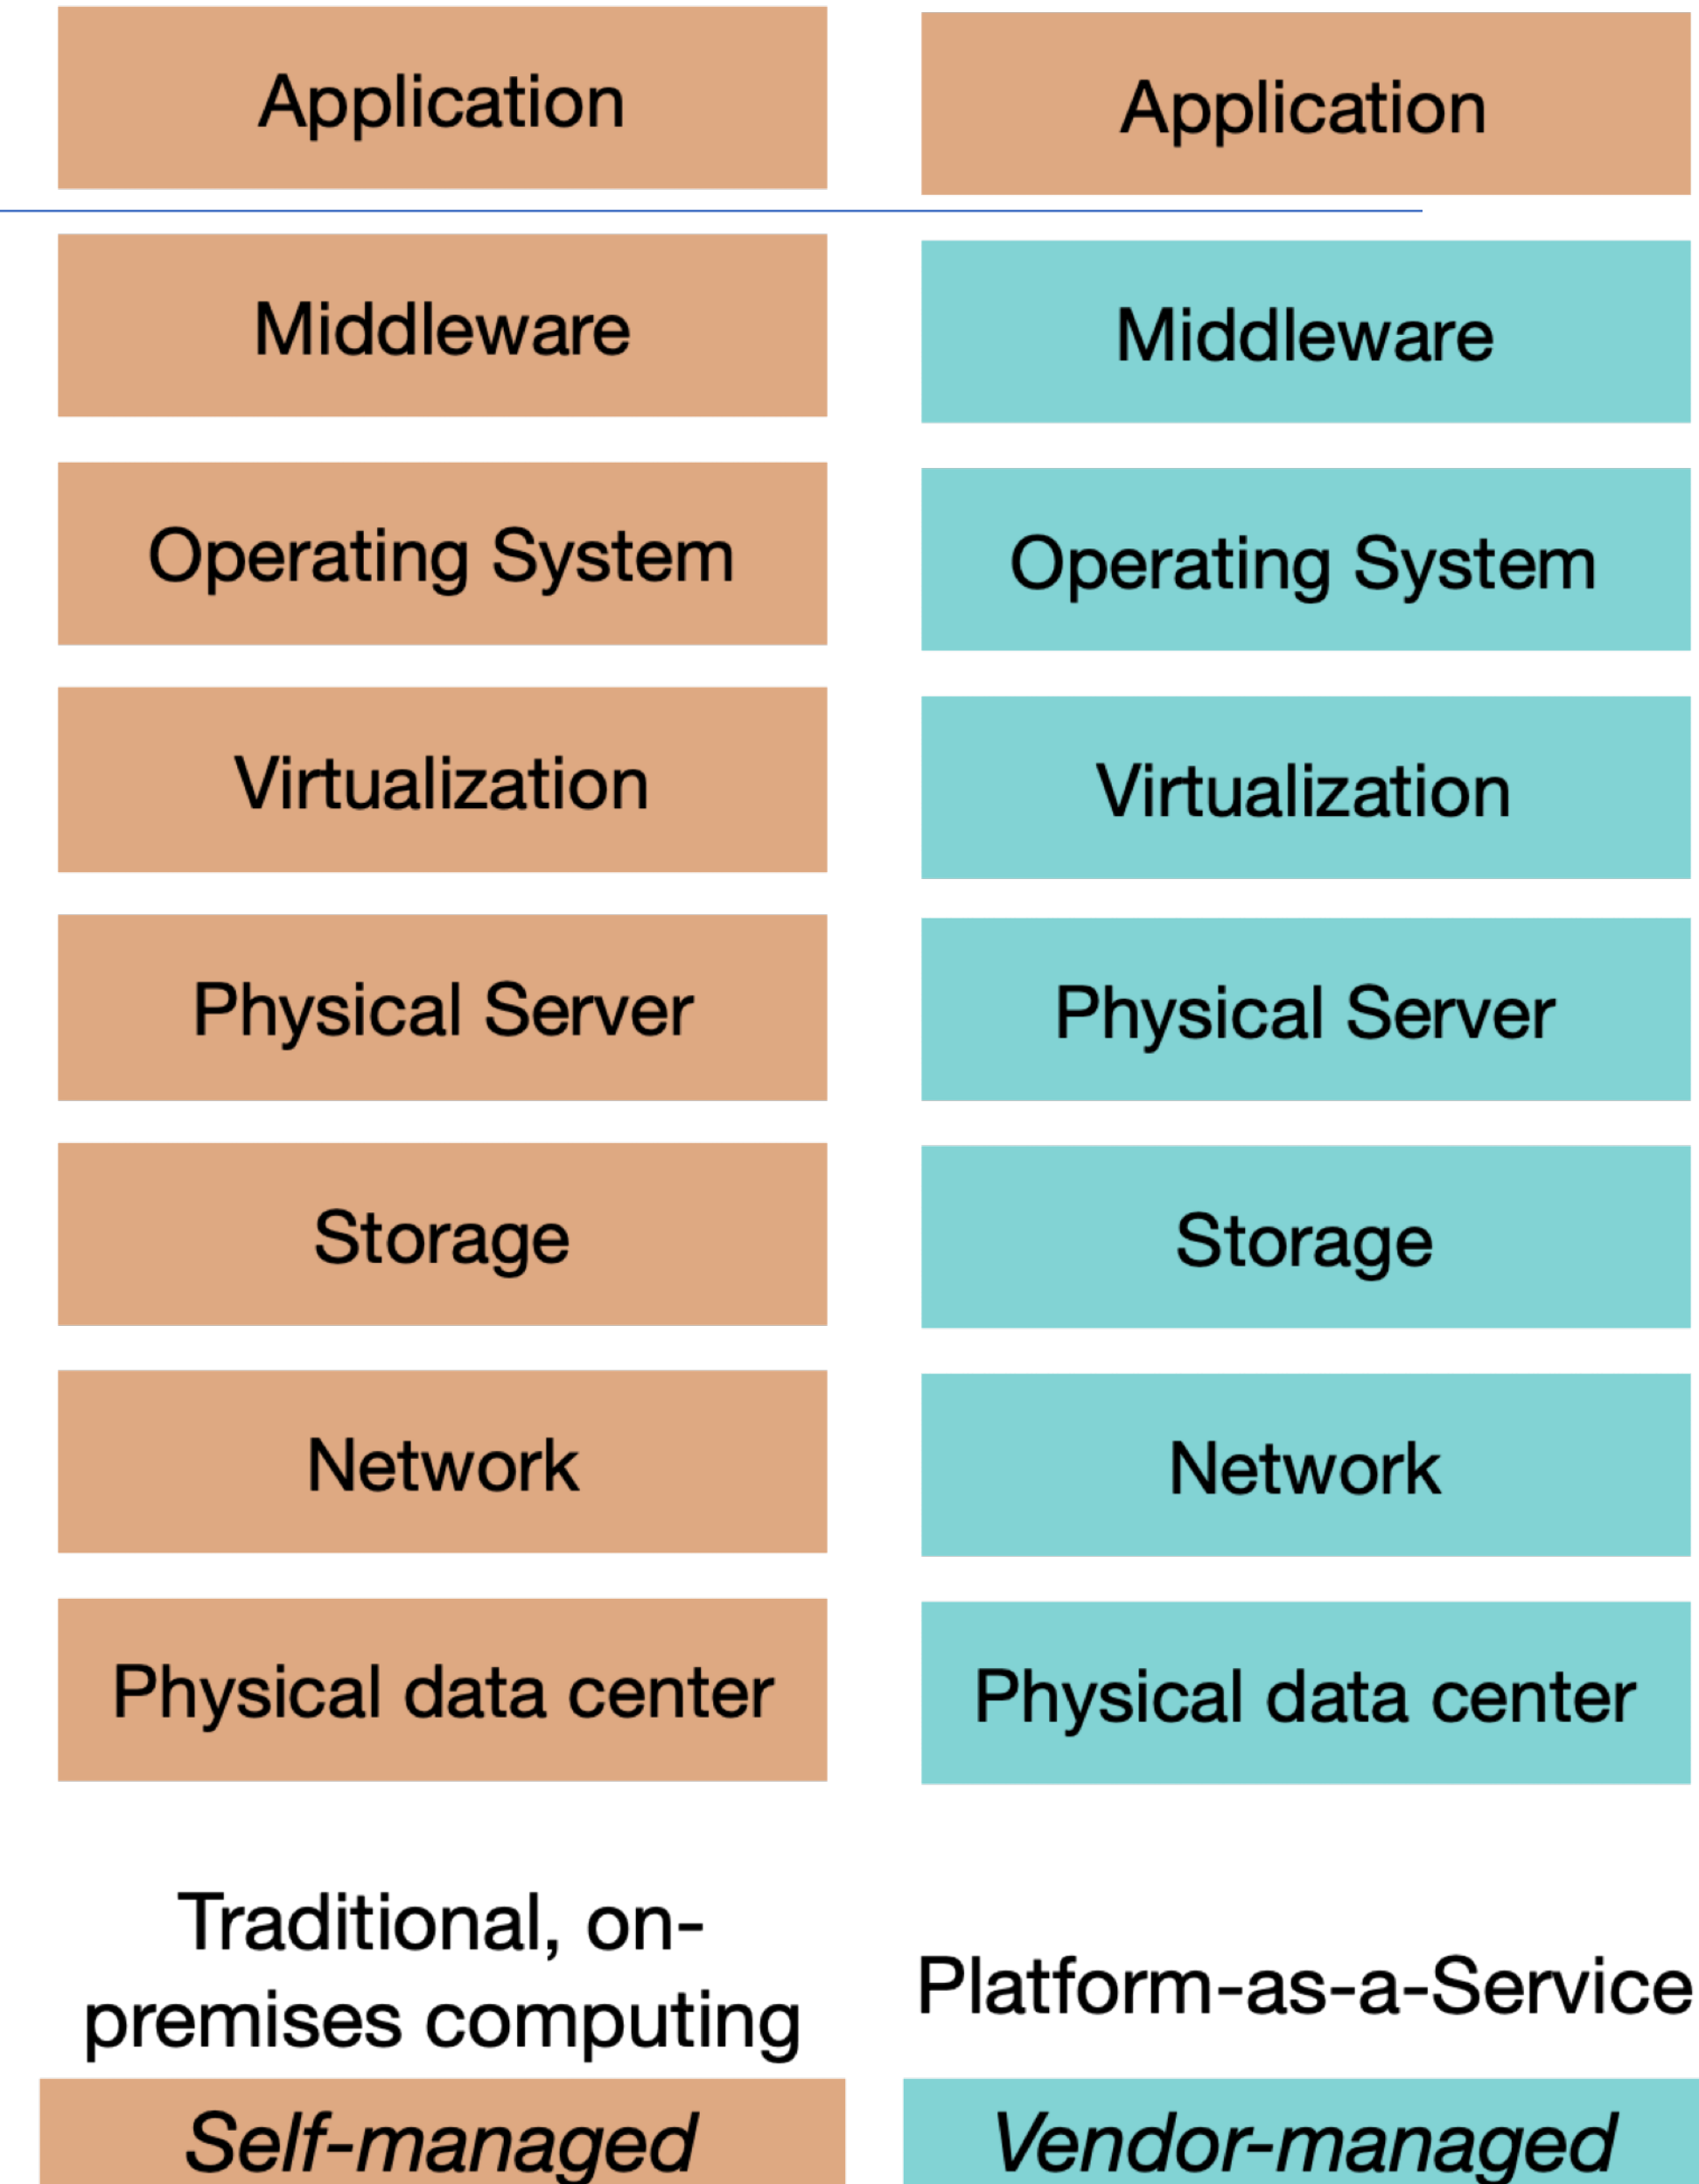 Application
Application
Middleware
Middleware
Operating System
Operating System
Virtualization
Virtualization
Physical Server
Physical Server
Storage
Storage
Network
Network
Physical data center
Physical data center
Traditional, on-
premises computing
Platform-as-a-Service
Self-managed
Vendor-managed